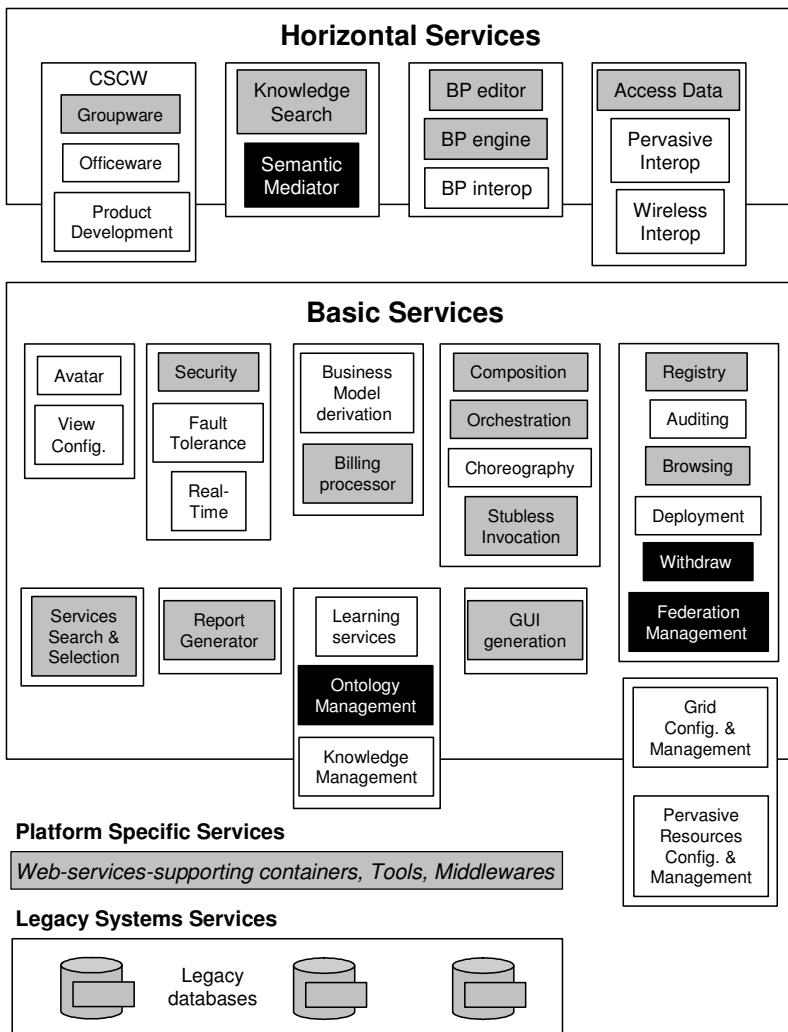 Horizontal Services
CSCW
Groupware
Officeware
Product
Development
Knowledge
Search
Semantic
Mediator
BP editor
BP engine
BP interop
Access Data
Pervasive
Interop
Wireless
Interop
Basic Services
Avatar
View
Config.
Security
Fault
Tolerance
Real-
Time
Business
Model
derivation
Billing
processor
Composition
Orchestration
Choreography
Stubless
Invocation
Registry
Auditing
Browsing
Deployment
Withdraw
Federation
Management
Services
Search &
Selection
Report
Generator
Learning
services
Ontology
Management
Knowledge
Management
GUI
generation
Grid
Config. &
Management
Pervasive
Resources
Config. &
Management
Platform Specific Services
Web-services-supporting containers, Tools, Middlewares
Legacy Systems Services
Legacy
databases